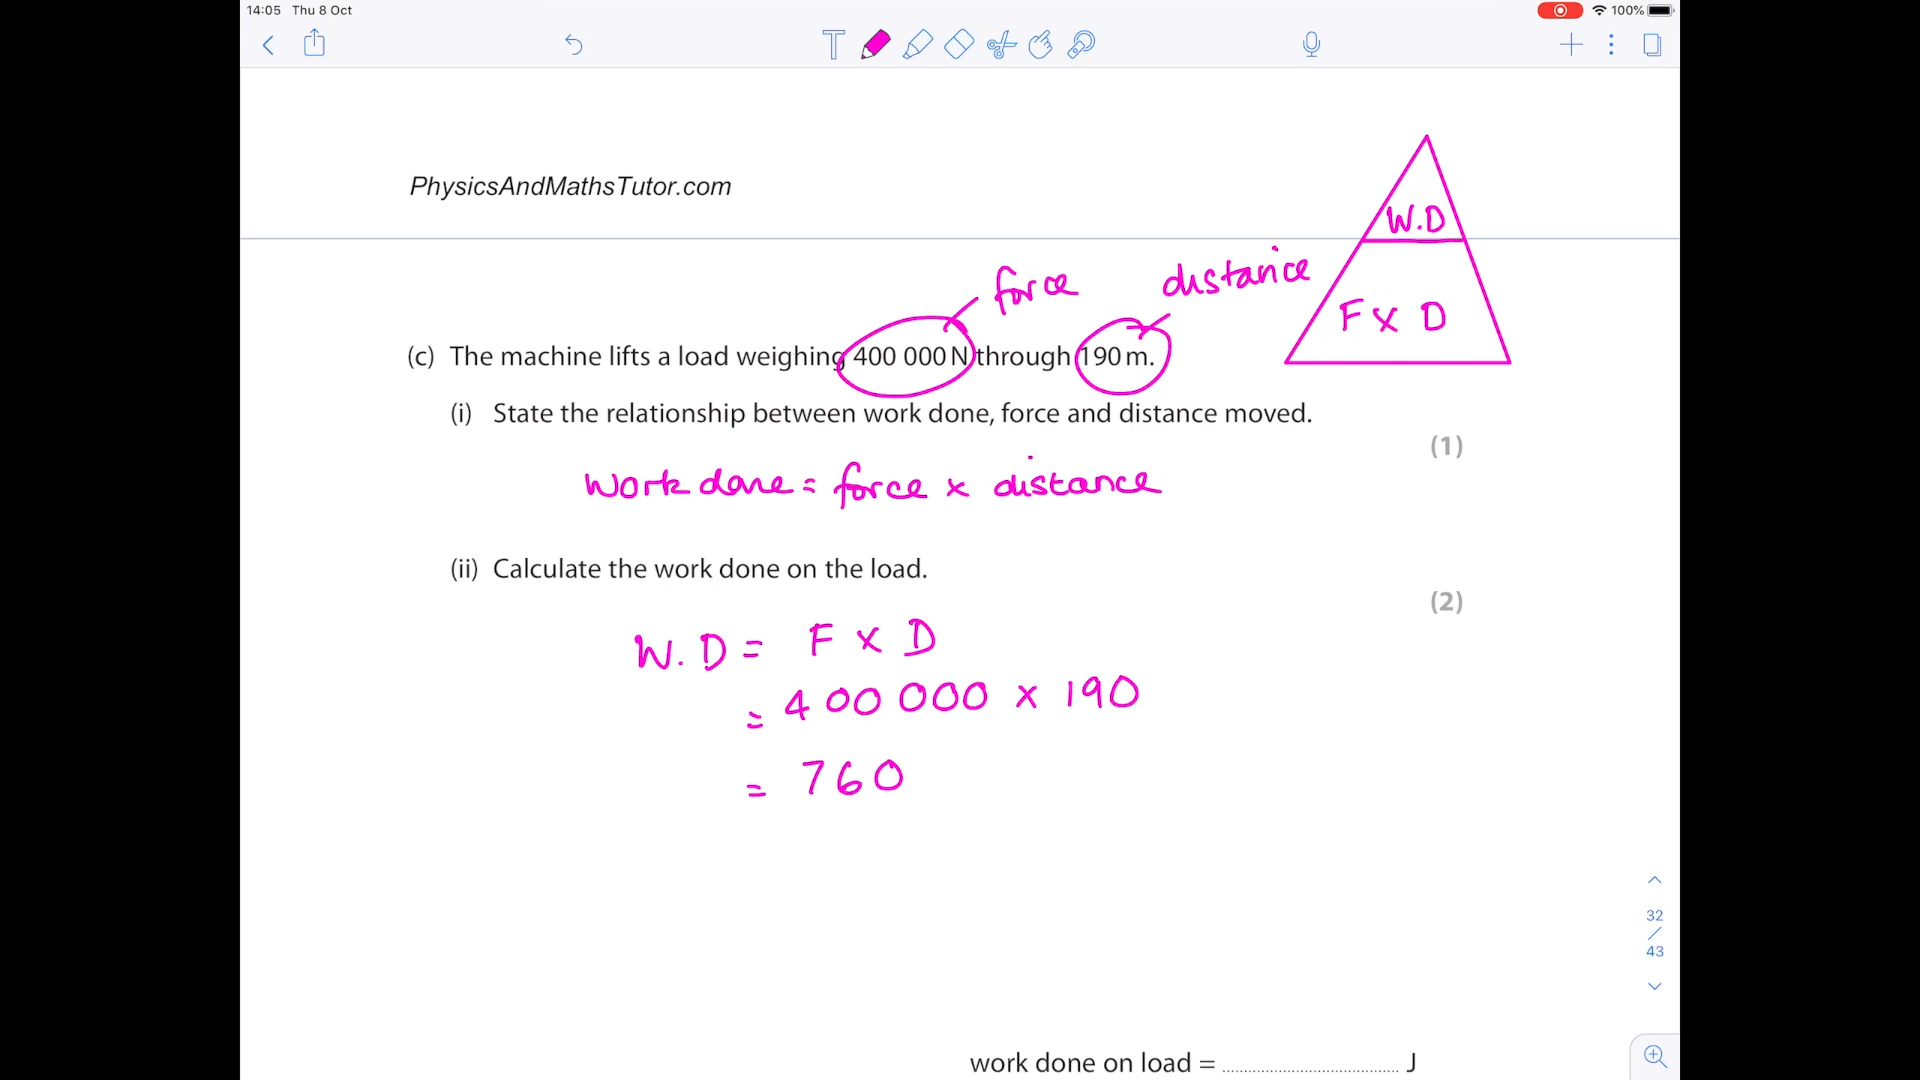 14:05 Thu 8 Oct
100%
T
PhysicsAndMathsTutor.com
W.D
F x D
force
distance
(c) The machine lifts a load weighing 400 000 N through 190 m.
(i) State the relationship between work done, force and distance moved.
(1)
Work done = force x distance
(ii) Calculate the work done on the load.
(2)
W.D = F x D
= 400 000 x 190
= 760
32
/
43
work done on load = ........................................ J